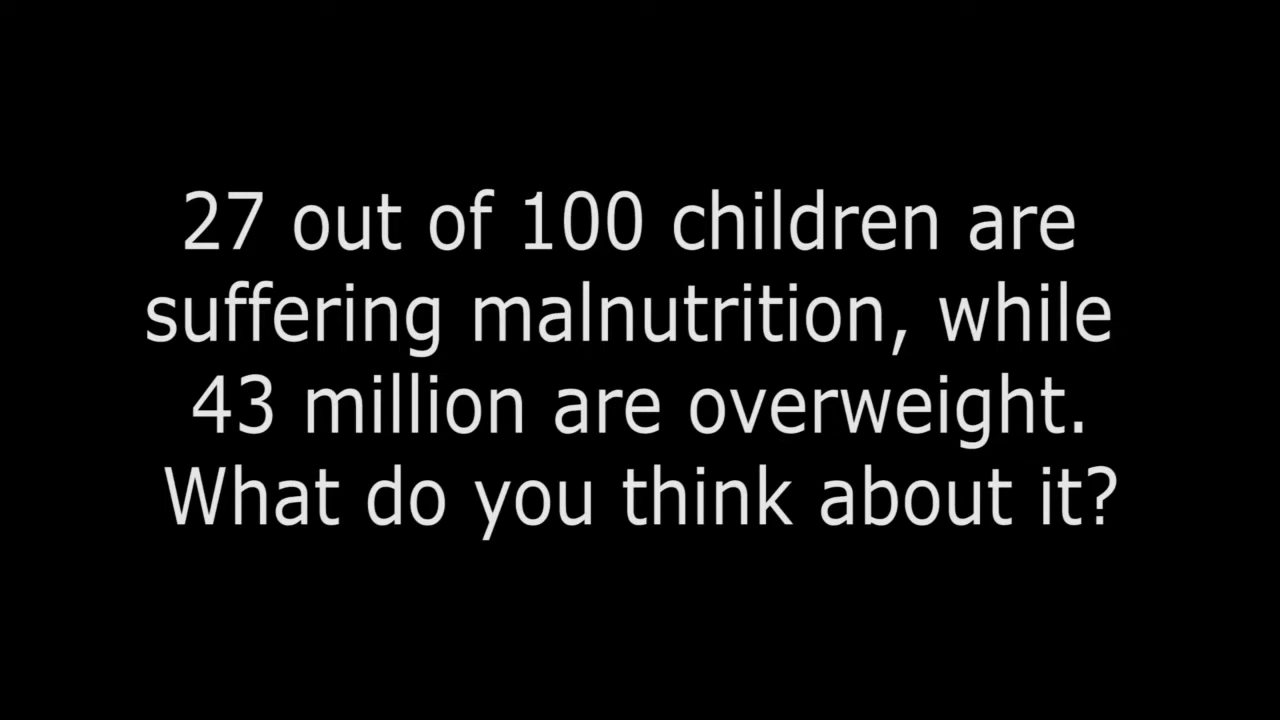 27 out of 100 children are
suffering malnutrition, while
43 million are overweight.
What do you think about it?